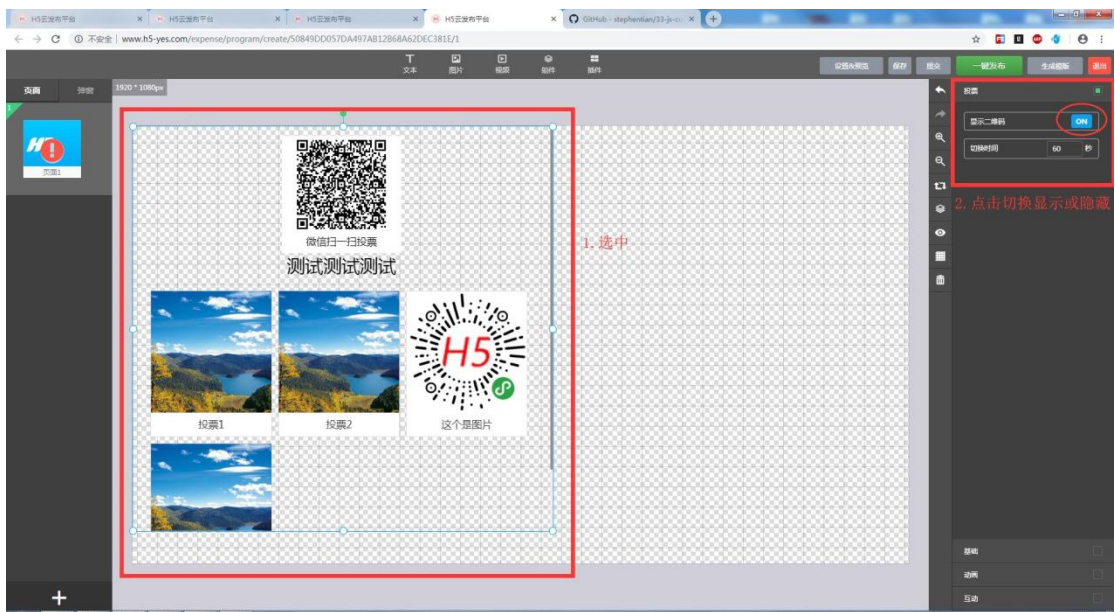 H5云发布平台
H5云发布平台
H5云发布平台
H5云发布平台
GitHub - stephentian/33-js-co
不安全 | www.h5-yes.com/expense/program/create/S0849DD057DA497AB12B68A62DEC381E/1
文本
图片
视频
组件
插件
设置&预览
保存
提交
一键发布
生成模板
退出
页面
弹窗
1920 * 1080px
1
页面1
微信扫一扫投票
测试测试测试
H5
投票1
投票2
这个是图片
1.选中
投票
显示二维码
ON
切换时间
60
秒
2.点击切换显示或隐藏
基础
动画
互动